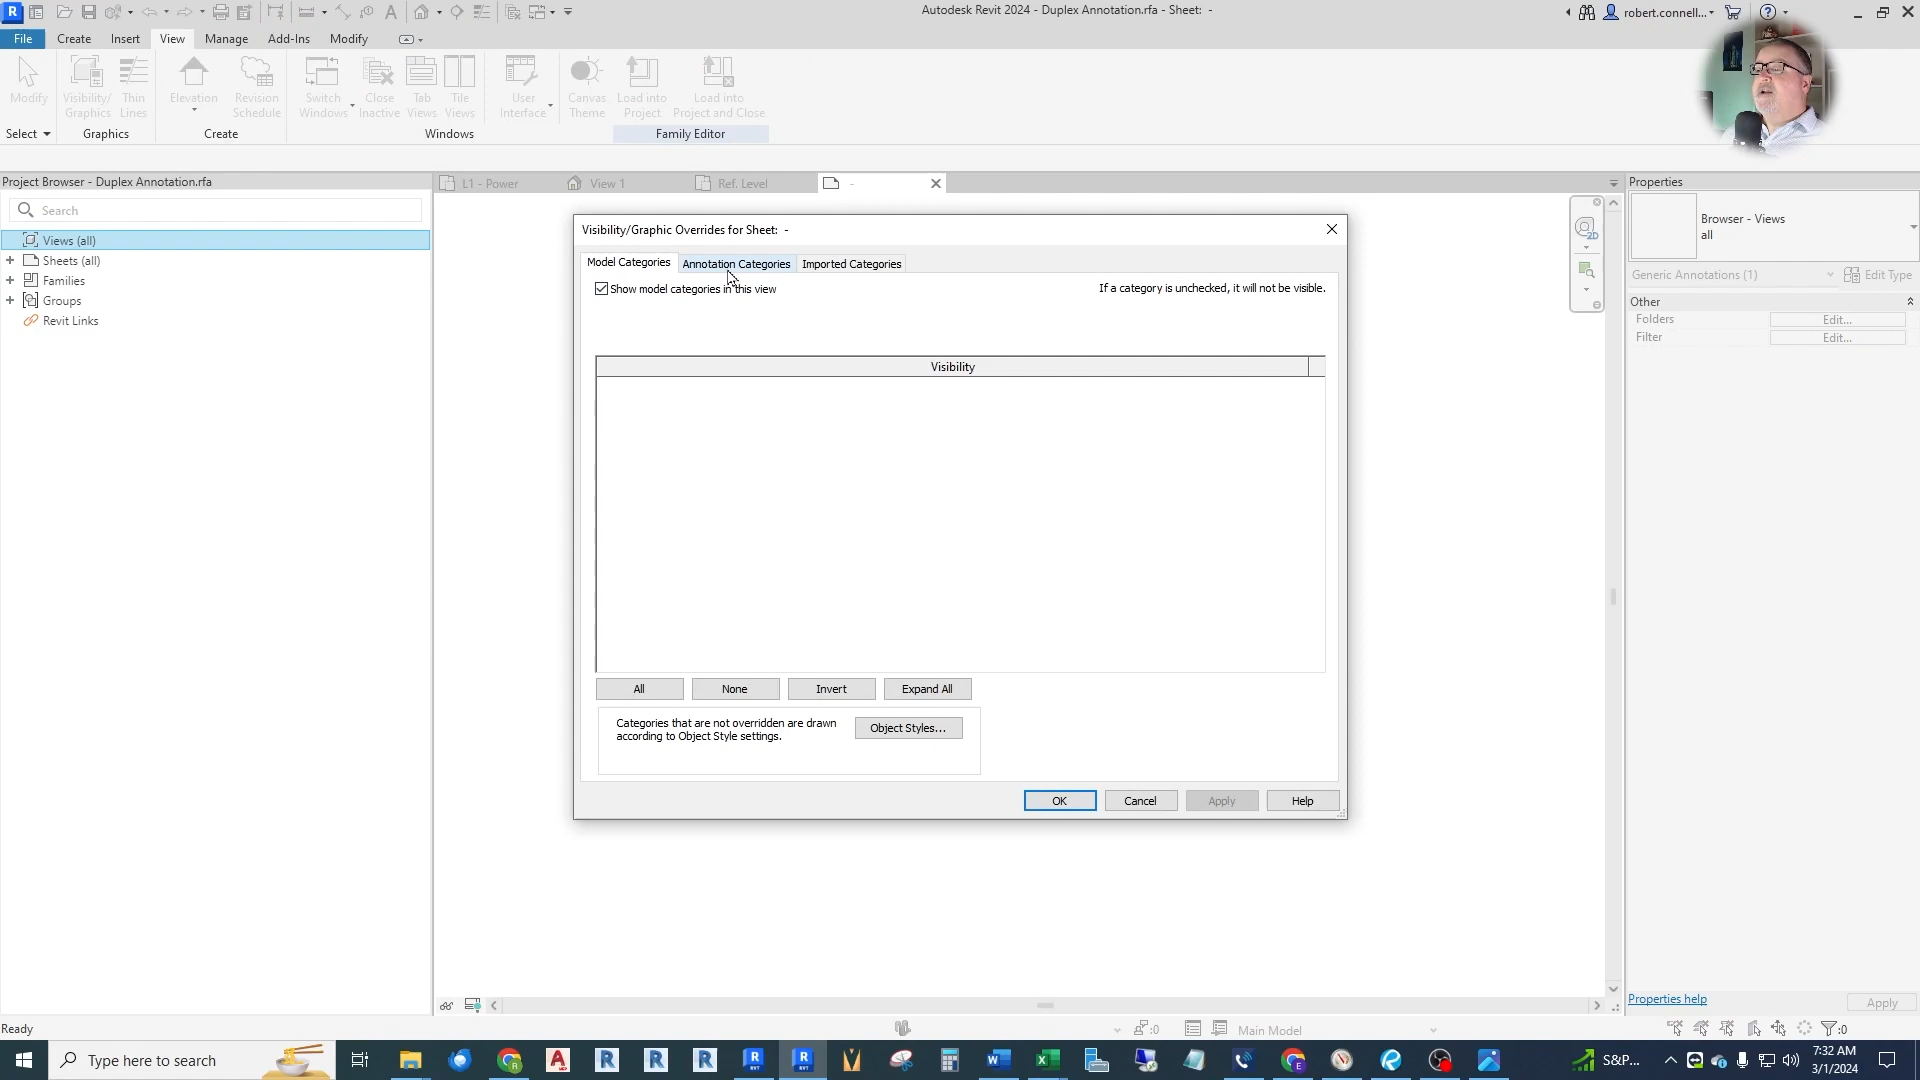 Autodesk Revit 2024 - Duplex Annotation.rfa - Sheet: -
robert.connell...
File Create Insert View Manage Add-Ins Modify
Modify
Visibility/ Graphics
Thin Lines
Elevation
Revision Schedule
Switch Windows
Close Inactive
Tab Views
Tile Views
User Interface
Canvas Theme
Load into Project
Load into Project and Close
Select Graphics Create Windows Family Editor
Project Browser - Duplex Annotation.rfa
Search
Views (all)
Sheets (all)
Families
Groups
Revit Links
L1 - Power View 1 Ref. Level -
Visibility/Graphic Overrides for Sheet: -
Model Categories Annotation Categories Imported Categories
Show model categories in this view
If a category is unchecked, it will not be visible.
Visibility
All None Invert Expand All
Categories that are not overridden are drawn
according to Object Style settings.
Object Styles...
OK Cancel Apply Help
2D
Properties
Browser - Views
all
Generic Annotations (1) Edit Type
Other
Folders Edit...
Filter Edit...
Properties help Apply
Ready
:0
Main Model
:0
Type here to search
S&P...
7:32 AM
3/1/2024